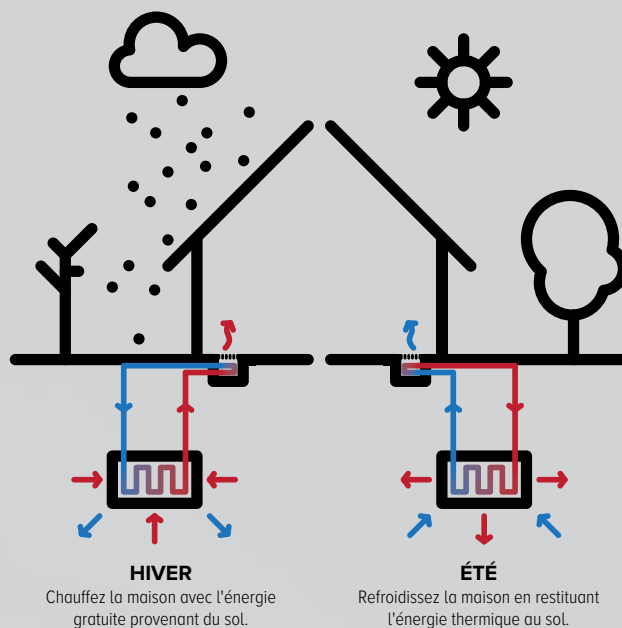 HIVER
Chauffez la maison avec l'énergie
gratuite provenant du sol.
ÉTÉ
Refroidissez la maison en restituant
l'énergie thermique au sol.